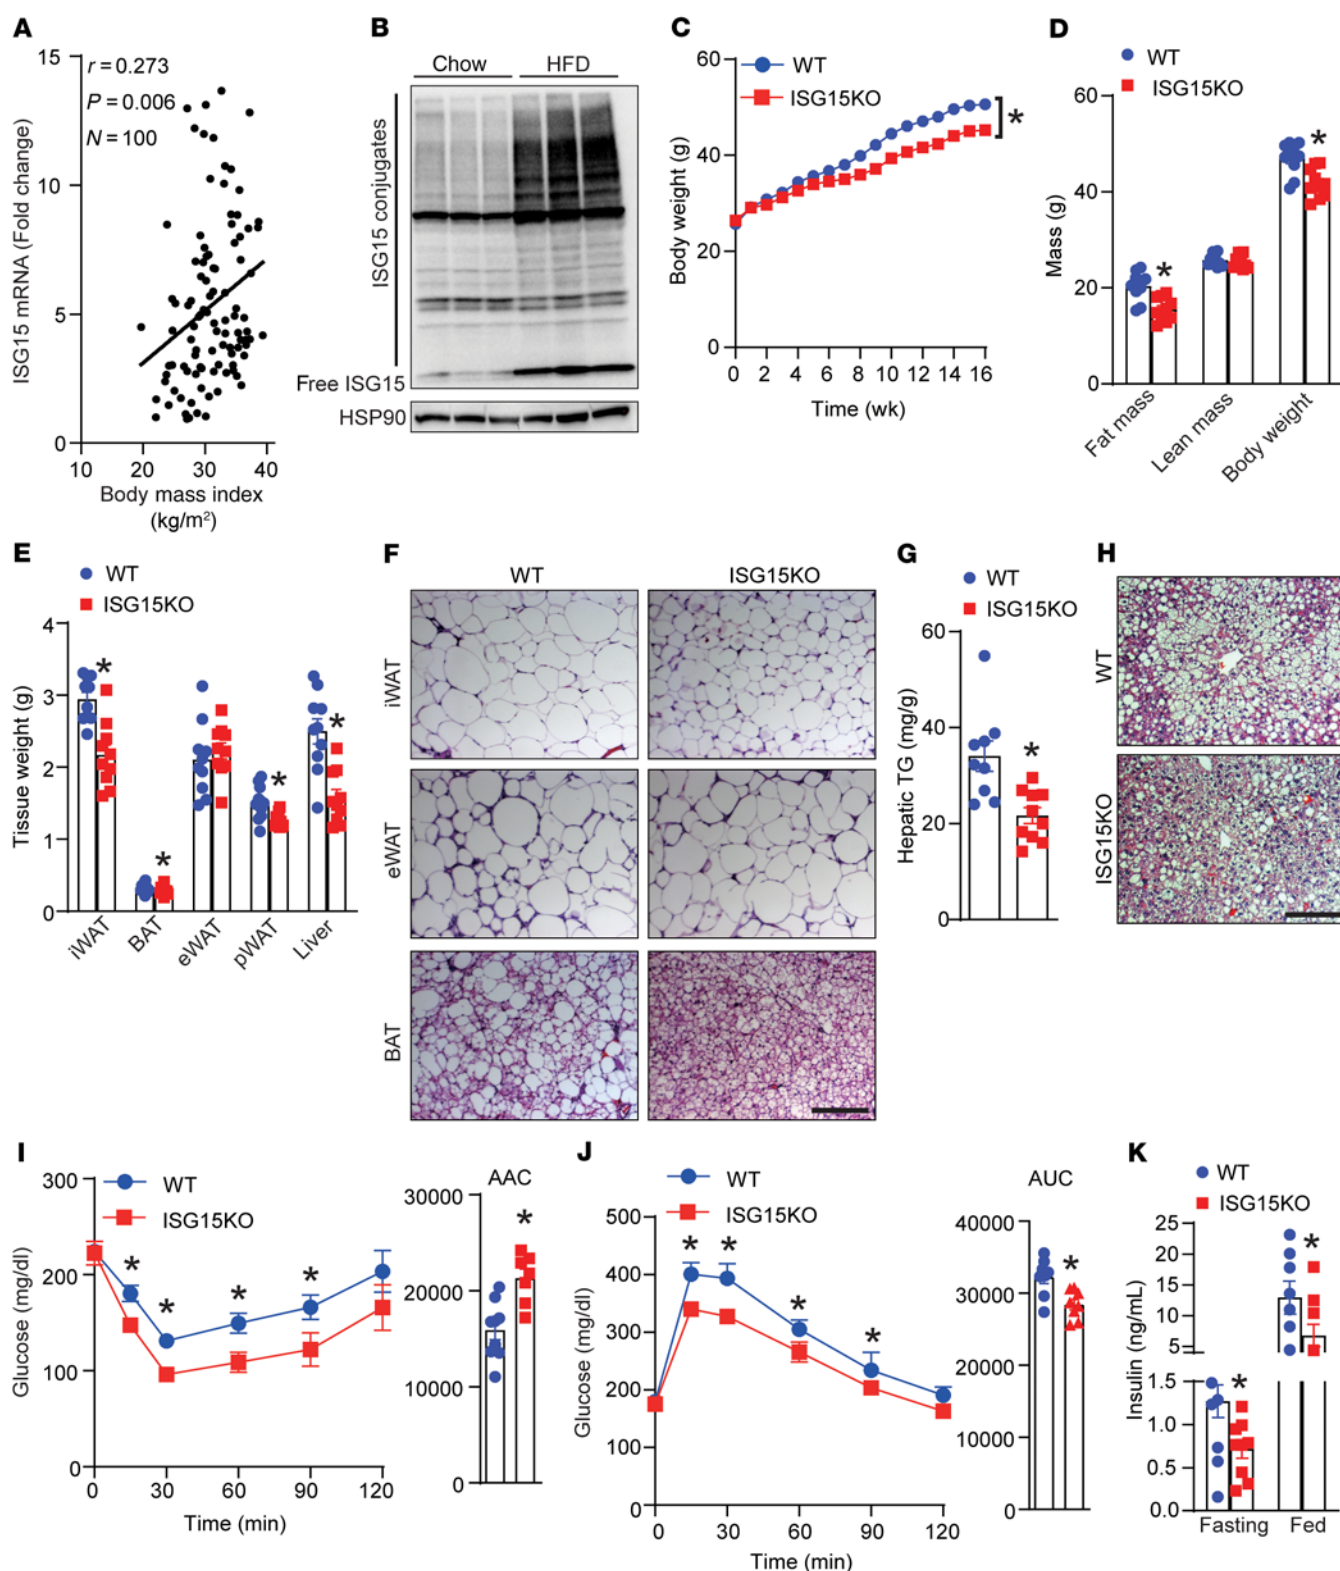 A
15
10
5
0
r = 0.273
P = 0.006
N = 100
ISG15 mRNA (Fold change)
10 20 30 40
Body mass index
(kg/m²)
B
Chow HFD
ISG15 conjugates
Free ISG15
HSP90
C
WT
ISG15KO
60
40
20
0
Body weight (g)
*
0 2 4 6 8 10 12 14 16
Time (wk)
D
WT
ISG15KO
60
40
20
0
Mass (g)
* *
Fat mass
Lean mass
Body weight
E
WT
ISG15KO
4
3
2
1
0
Tissue weight (g)
* * * *
iWAT
BAT
eWAT
pWAT
Liver
F
WT ISG15KO
iWAT
eWAT
BAT
G
WT
ISG15KO
60
40
20
0
Hepatic TG (mg/g)
*
H
WT
ISG15KO
I
WT
ISG15KO
300
200
100
0
Glucose (mg/dl)
* * * *
0 30 60 90 120
Time (min)
AAC
30000
20000
10000
0
*
J
WT
ISG15KO
500
400
300
200
100
0
Glucose (mg/dl)
* * * *
0 30 60 90 120
Time (min)
AUC
40000
30000
20000
10000
0
*
K
WT
ISG15KO
25
20
15
10
5
1.5
1.0
0.5
0.0
Insulin (ng/mL)
* *
Fasting Fed